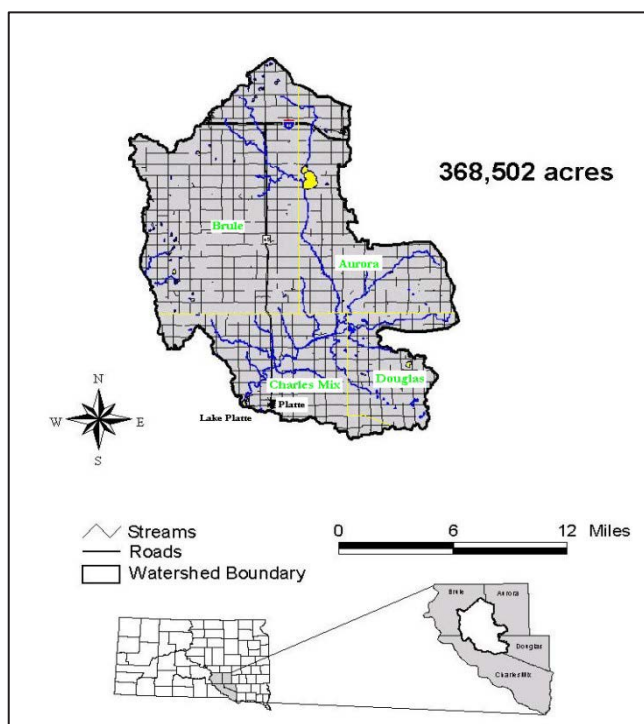 368,502 acres
Brule
Aurora
Charles Mix
Douglas
Lake Platte
Platte
N
W
E
S
0
6
12 Miles
Streams
Roads
Watershed Boundary
Brule
Aurora
Douglas
Charles Mix